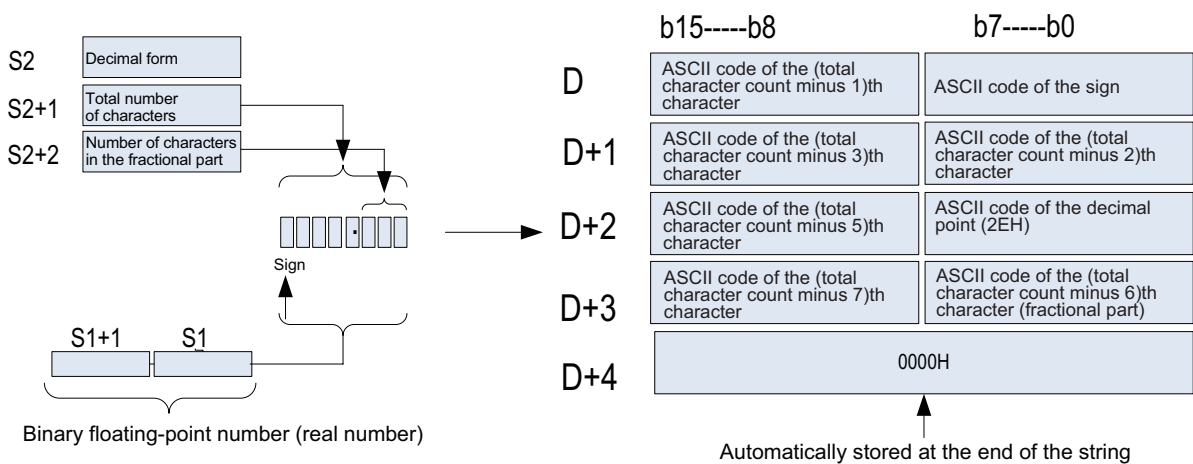 S2
Decimal form
S2+1
Total number
of characters
S2+2
Number of characters
in the fractional part
Sign
S1+1
S1
Binary floating-point number (real number)
b15-----b8
b7-----b0
D
ASCII code of the (total
character count minus 1)th
character
ASCII code of the sign
D+1
ASCII code of the (total
character count minus 3)th
character
ASCII code of the (total
character count minus 2)th
character
D+2
ASCII code of the (total
character count minus 5)th
character
ASCII code of the decimal
point (2EH)
D+3
ASCII code of the (total
character count minus 7)th
character
ASCII code of the (total
character count minus 6)th
character (fractional part)
D+4
0000H
Automatically stored at the end of the string